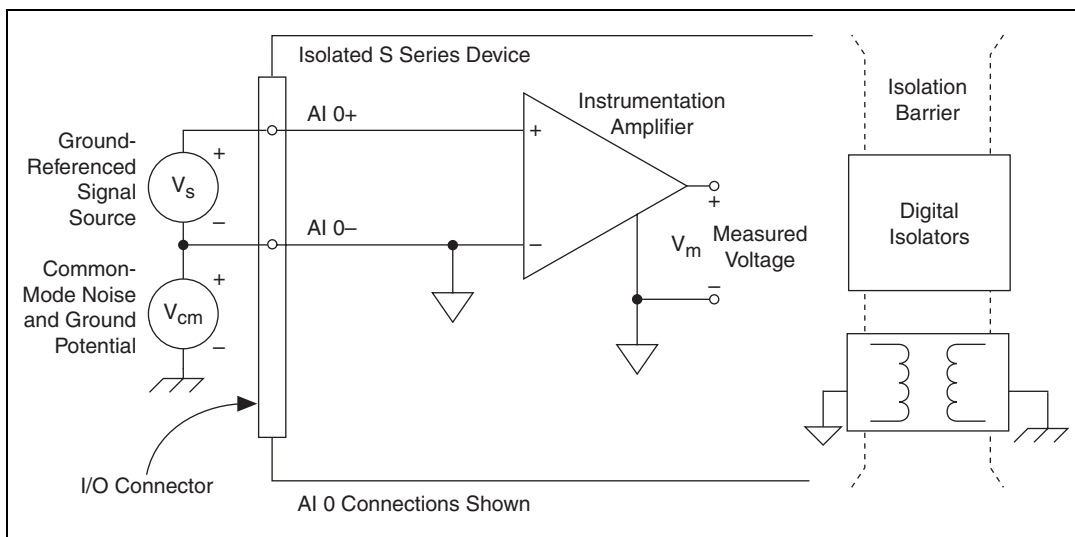 Isolated S Series Device
Isolation
Barrier
AI 0+
Instrumentation
Amplifier
Ground-
Referenced
Signal
Source
+
Vs
–
+
–
+
Vm
–
Measured
Voltage
Digital
Isolators
AI 0–
Common-
Mode Noise
and Ground
Potential
+
Vcm
–
I/O Connector
AI 0 Connections Shown